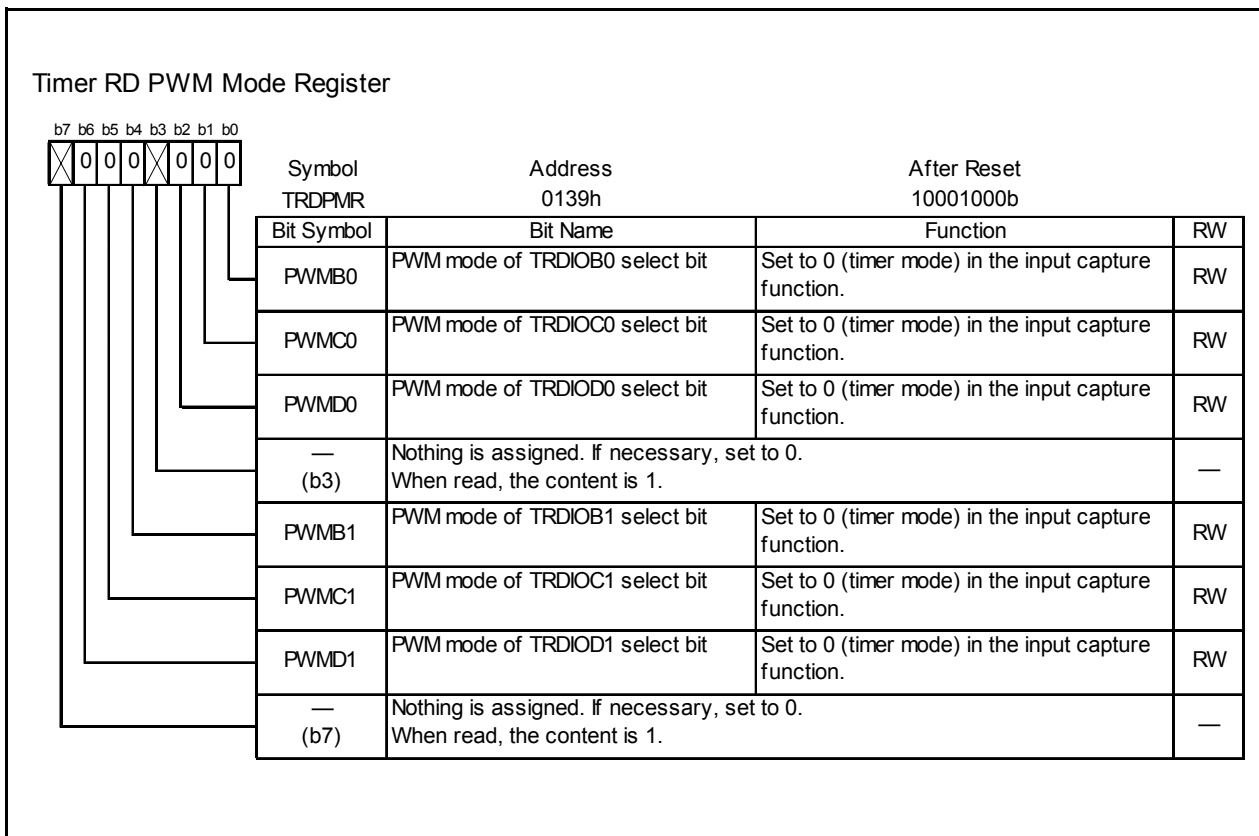 Timer RD PWM Mode Register
b7 b6 b5 b4 b3 b2 b1 b0
0 0 0 0 0 0
Symbol Address After Reset
TRDPMR 0139h 10001000b
Bit Symbol Bit Name Function RW
PWMB0 PWM mode of TRDIOB0 select bit Set to 0 (timer mode) in the input capture function. RW
PWMC0 PWM mode of TRDIOC0 select bit Set to 0 (timer mode) in the input capture function. RW
PWMD0 PWM mode of TRDIOD0 select bit Set to 0 (timer mode) in the input capture function. RW
— (b3) Nothing is assigned. If necessary, set to 0.
When read, the content is 1. —
PWMB1 PWM mode of TRDIOB1 select bit Set to 0 (timer mode) in the input capture function. RW
PWMC1 PWM mode of TRDIOC1 select bit Set to 0 (timer mode) in the input capture function. RW
PWMD1 PWM mode of TRDIOD1 select bit Set to 0 (timer mode) in the input capture function. RW
— (b7) Nothing is assigned. If necessary, set to 0.
When read, the content is 1. —